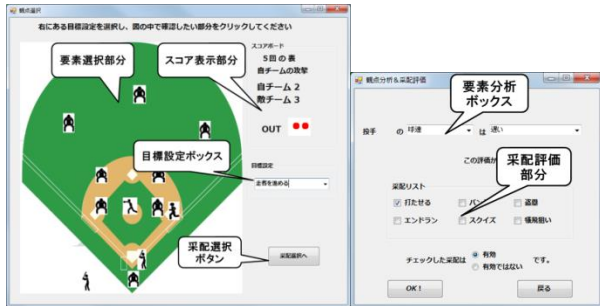 観点選択
右にある目標設定を選択し、図の中で確認したい部分をクリックしてください
要素選択部分
スコア表示部分
スコアボード
5回 の 表
自チームの攻撃
自チーム 2
敵チーム 3
OUT
目標設定ボックス
目標設定
走者を進める
采配選択
ボタン
采配選択へ
観点分析&采配評価
要素分析
ボックス
投手 の 球速 は 速い
この評価が
采配評価
部分
采配リスト
打たせる
バン
盗塁
エンドラン
スクイズ
犠飛狙い
チェックした采配は
有効
有効ではない
です。
OK!
戻る